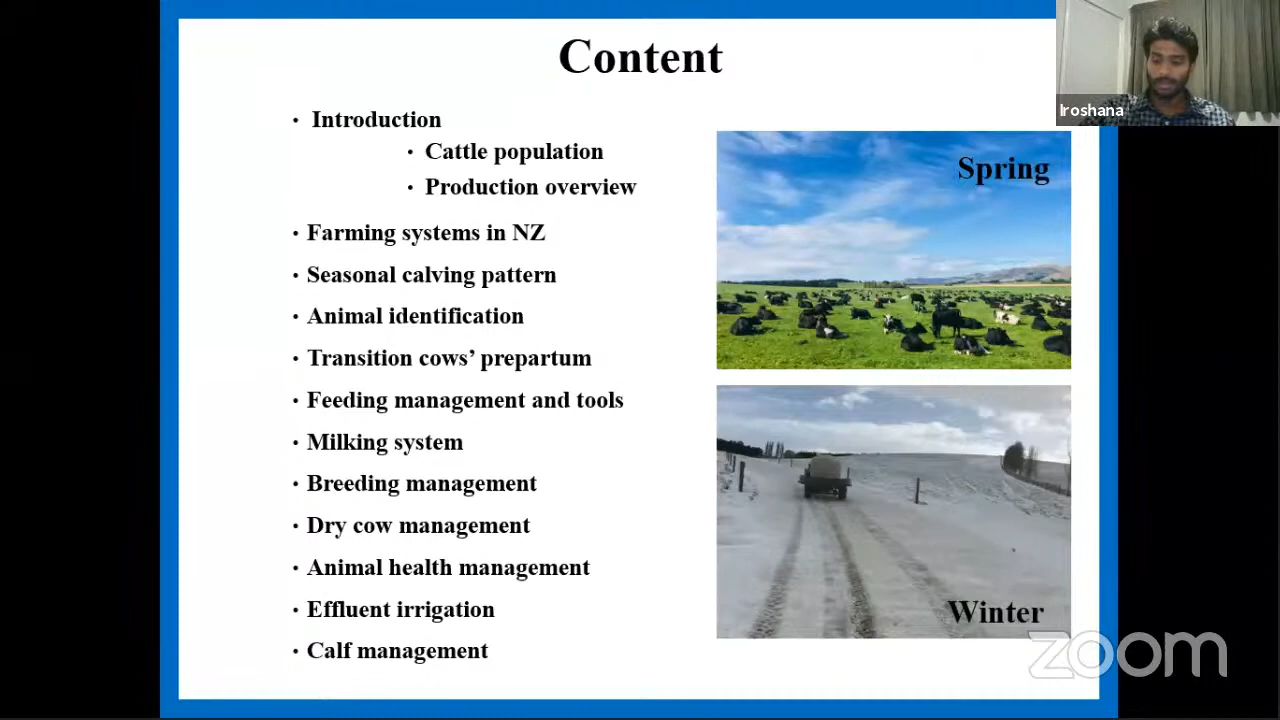 Content
• Introduction
• Cattle population
• Production overview
• Farming systems in NZ
• Seasonal calving pattern
• Animal identification
• Transition cows’ prepartum
• Feeding management and tools
• Milking system
• Breeding management
• Dry cow management
• Animal health management
• Effluent irrigation
• Calf management
Spring
Winter
Iroshana
zoom